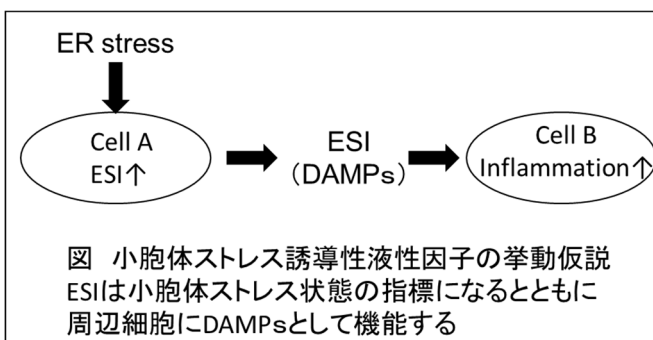 ER stress
Cell A
ESI↑
ESI
(DAMPs)
Cell B
Inflammation↑
図 小胞体ストレス誘導性液性因子の挙動仮説
ESIは小胞体ストレス状態の指標になるとともに
周辺細胞にDAMPsとして機能する